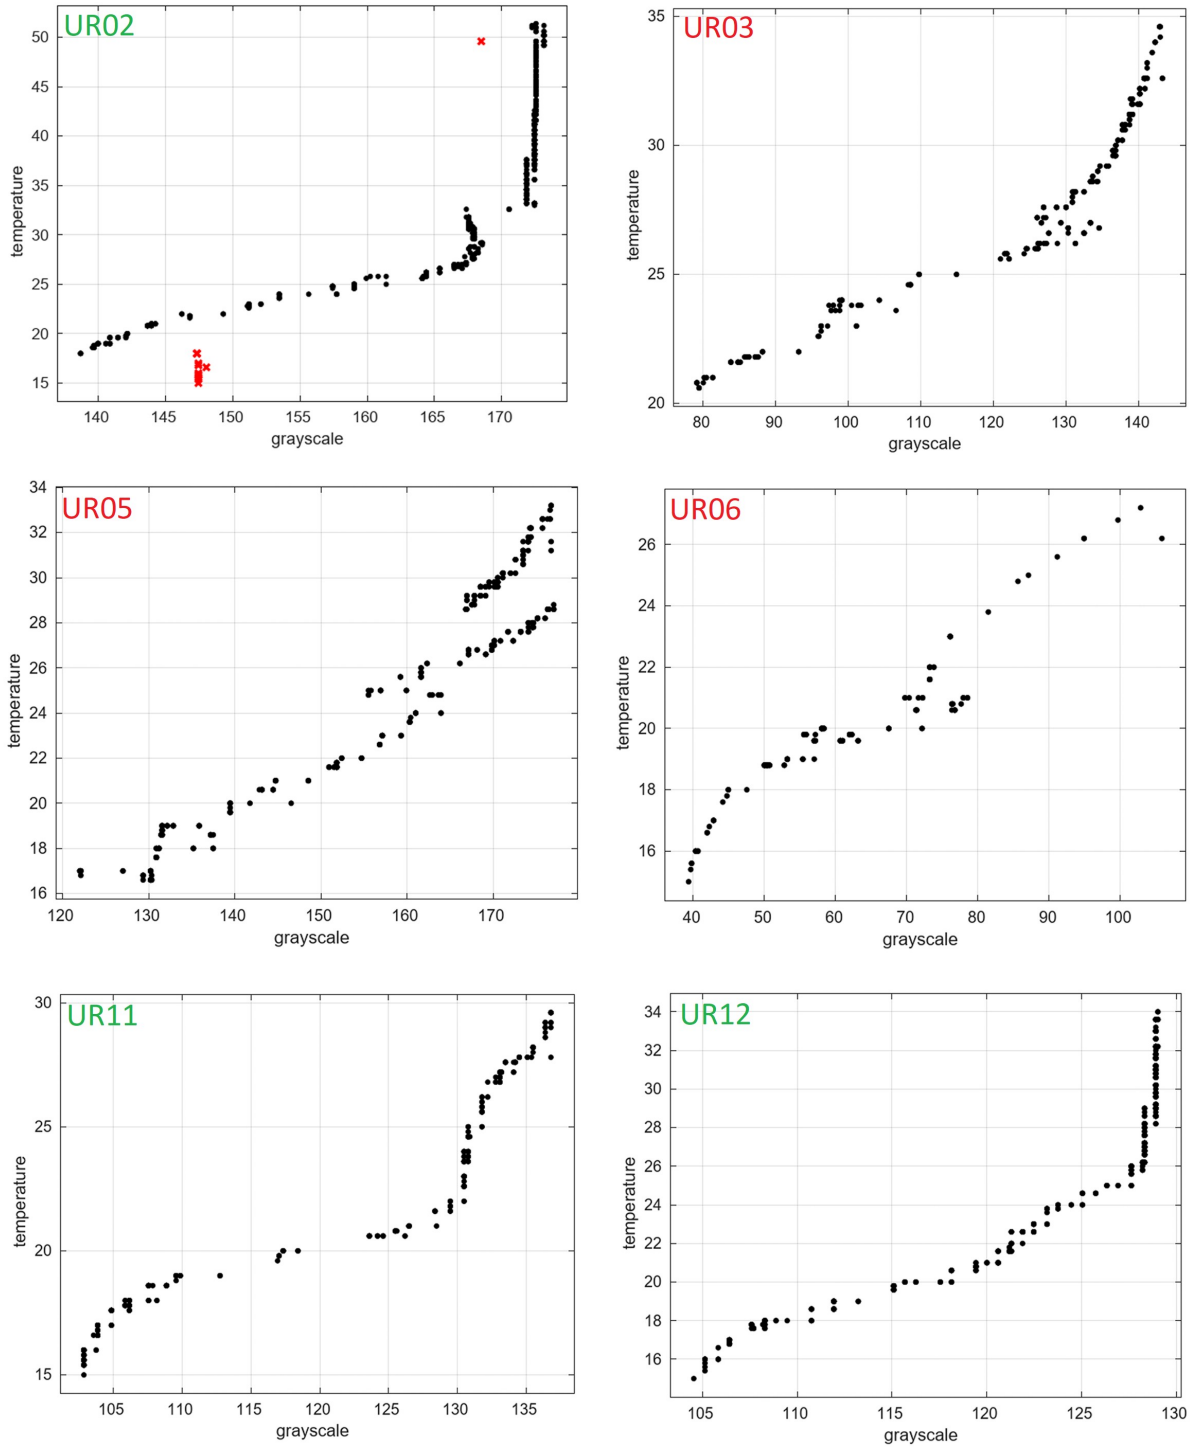 UR02
50
45
40
35
30
25
20
15
temperature
140 145 150 155 160 165 170
grayscale
UR03
35
30
25
20
temperature
80 90 100 110 120 130 140
grayscale
UR05
34
32
30
28
26
24
22
20
18
16
temperature
120 130 140 150 160 170
grayscale
UR06
26
24
22
20
18
16
temperature
40 50 60 70 80 90 100
grayscale
UR11
30
25
20
15
temperature
105 110 115 120 125 130 135
grayscale
UR12
34
32
30
28
26
24
22
20
18
16
temperature
105 110 115 120 125 130
grayscale